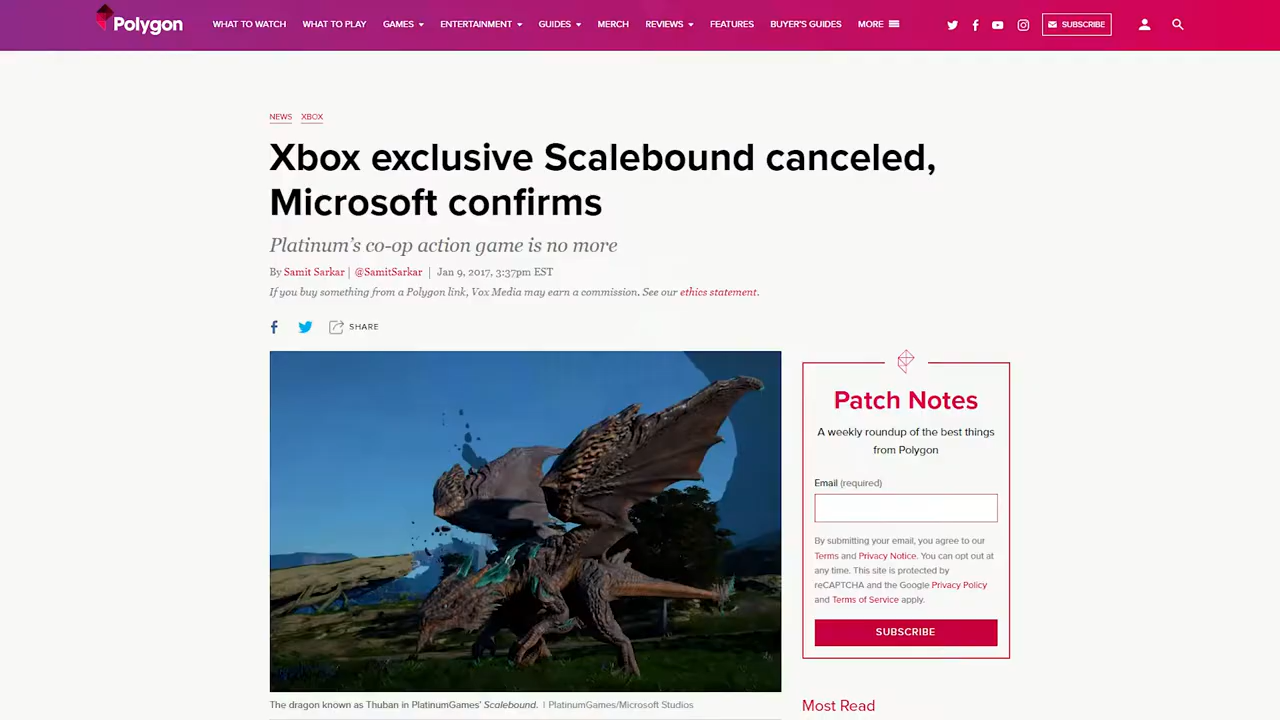 Polygon
WHAT TO WATCH WHAT TO PLAY GAMES ENTERTAINMENT GUIDES MERCH REVIEWS FEATURES BUYER'S GUIDES MORE SUBSCRIBE
NEWS XBOX
Xbox exclusive Scalebound canceled,
Microsoft confirms
Platinum's co-op action game is no more
By Samit Sarkar | @SamitSarkar | Jan 9, 2017, 3:37pm EST
If you buy something from a Polygon link, Vox Media may earn a commission. See our ethics statement.
SHARE
The dragon known as Thuban in PlatinumGames' Scalebound. | PlatinumGames/Microsoft Studios
Patch Notes
A weekly roundup of the best things
from Polygon
Email (required)
By submitting your email, you agree to our
Terms and Privacy Notice. You can opt out at
any time. This site is protected by
reCAPTCHA and the Google Privacy Policy
and Terms of Service apply.
SUBSCRIBE
Most Read